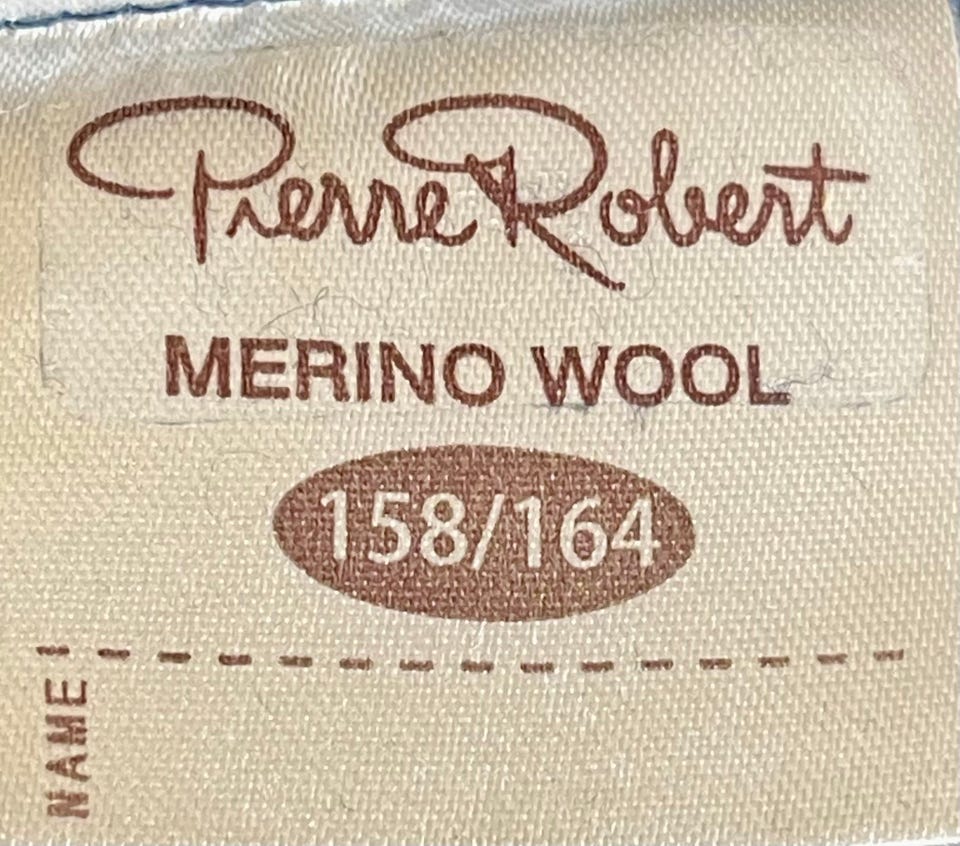 Pierre Robert
MERINO WOOL
158/164
NAME